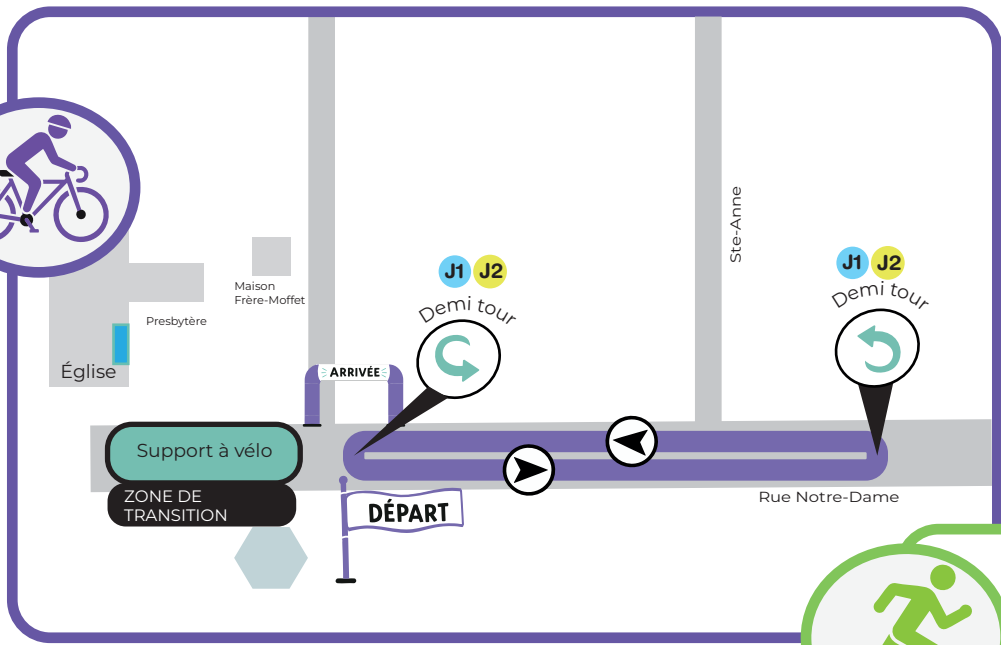 Ste-Anne
J1 J2
Demi tour
J1 J2
Demi tour
Maison
Frère-Moffet
Presbytère
Église
ARRIVÉE
Support à vélo
ZONE DE
TRANSITION
DÉPART
Rue Notre-Dame